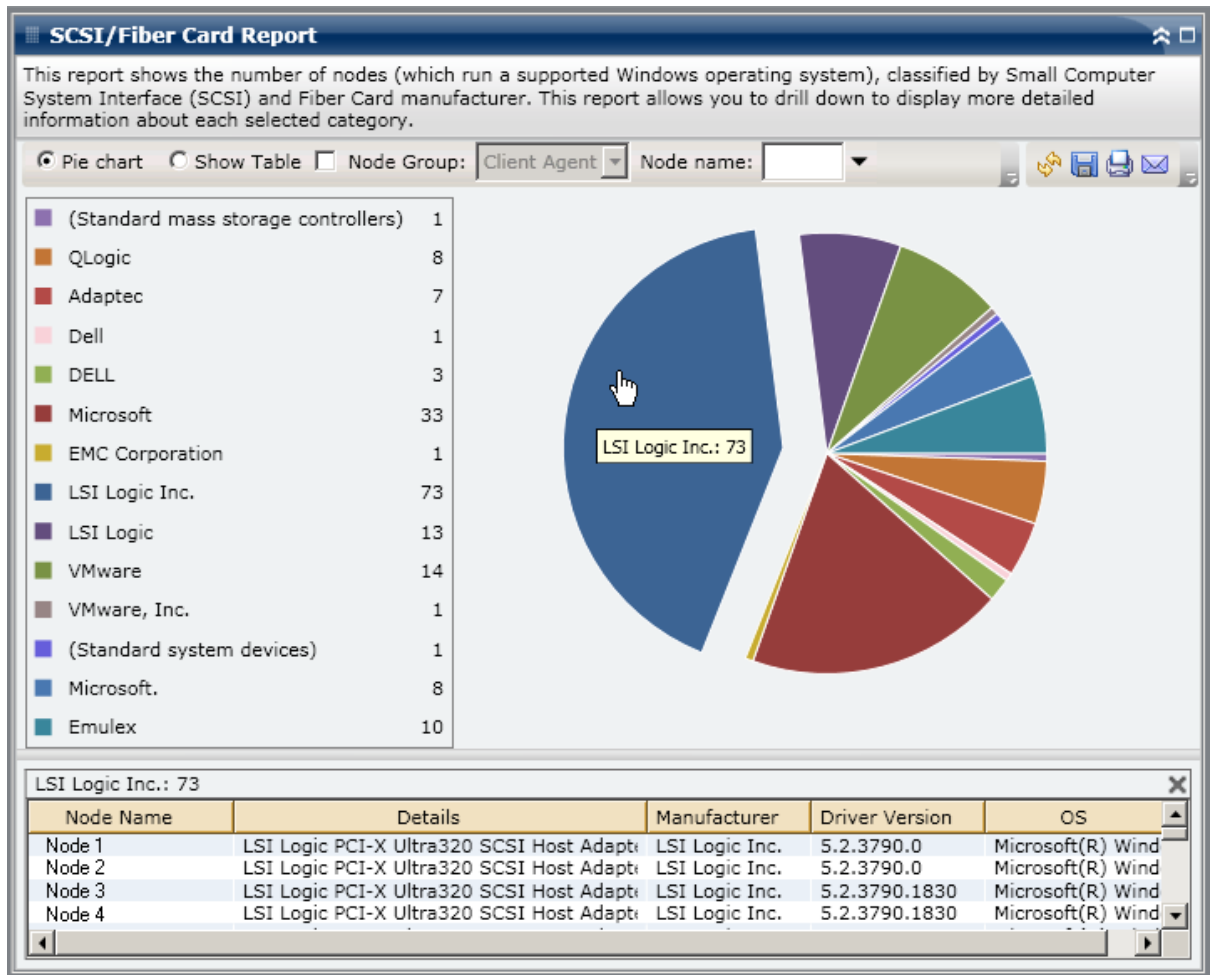 SCSI/Fiber Card Report
This report shows the number of nodes (which run a supported Windows operating system), classified by Small Computer
System Interface (SCSI) and Fiber Card manufacturer. This report allows you to drill down to display more detailed
information about each selected category.
Pie chart Show Table Node Group: Client Agent Node name:
(Standard mass storage controllers) 1
QLogic 8
Adaptec 7
Dell 1
DELL 3
Microsoft 33
EMC Corporation 1
LSI Logic Inc. 73
LSI Logic 13
VMware 14
VMware, Inc. 1
(Standard system devices) 1
Microsoft. 8
Emulex 10
LSI Logic Inc.: 73
LSI Logic Inc.: 73
Node Name Details Manufacturer Driver Version OS
Node 1 LSI Logic PCI-X Ultra320 SCSI Host Adapte LSI Logic Inc. 5.2.3790.0 Microsoft(R) Wind
Node 2 LSI Logic PCI-X Ultra320 SCSI Host Adapte LSI Logic Inc. 5.2.3790.0 Microsoft(R) Wind
Node 3 LSI Logic PCI-X Ultra320 SCSI Host Adapte LSI Logic Inc. 5.2.3790.1830 Microsoft(R) Wind
Node 4 LSI Logic PCI-X Ultra320 SCSI Host Adapte LSI Logic Inc. 5.2.3790.1830 Microsoft(R) Wind